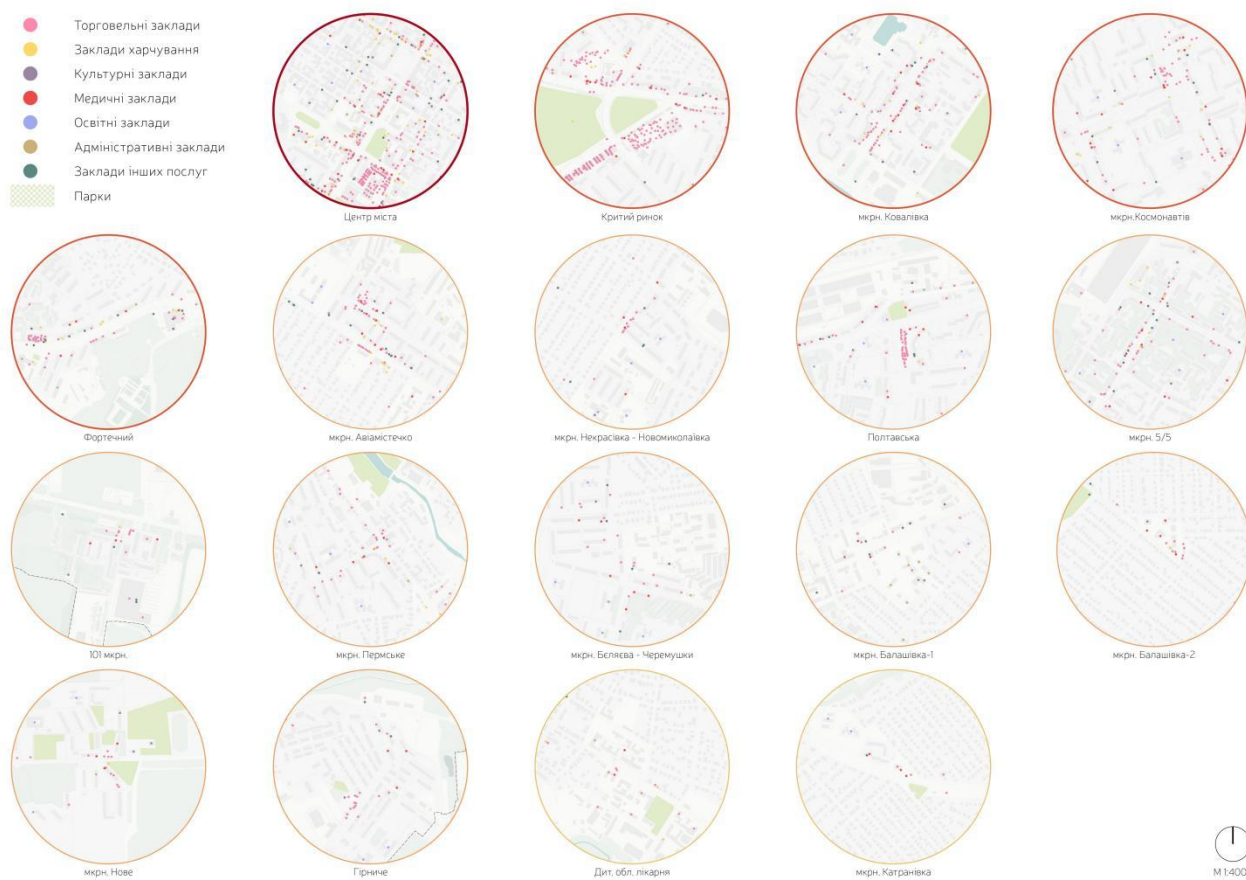 Торговельні заклади
Заклади харчування
Культурні заклади
Медичні заклади
Освітні заклади
Адміністративні заклади
Заклади інших послуг
Парки
Центр міста
Критий ринок
мкрн. Ковалівка
мкрн.Космонавтів
Фортечний
мкрн. Авіамістечко
мкрн. Некрасівка - Новомиколаївка
Полтавська
мкрн. 5/5
101 мкрн.
мкрн. Пермське
мкрн. Бєляєва - Черемушки
мкрн. Балашівка-1
мкрн. Балашівка-2
мкрн. Нове
Гірниче
Дит. обл. лікарня
мкрн. Катранівка
М 1:400